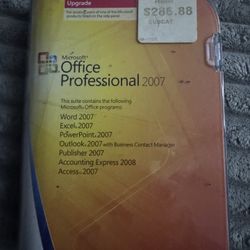 Upgrade
$286.88
Microsoft
Office
Professional 2007
This suite contains the following
Microsoft Office programs:
Word 2007
Excel 2007
PowerPoint 2007
Outlook 2007 with Business Contact Manager
Publisher 2007
Accounting Express 2008
Access 2007